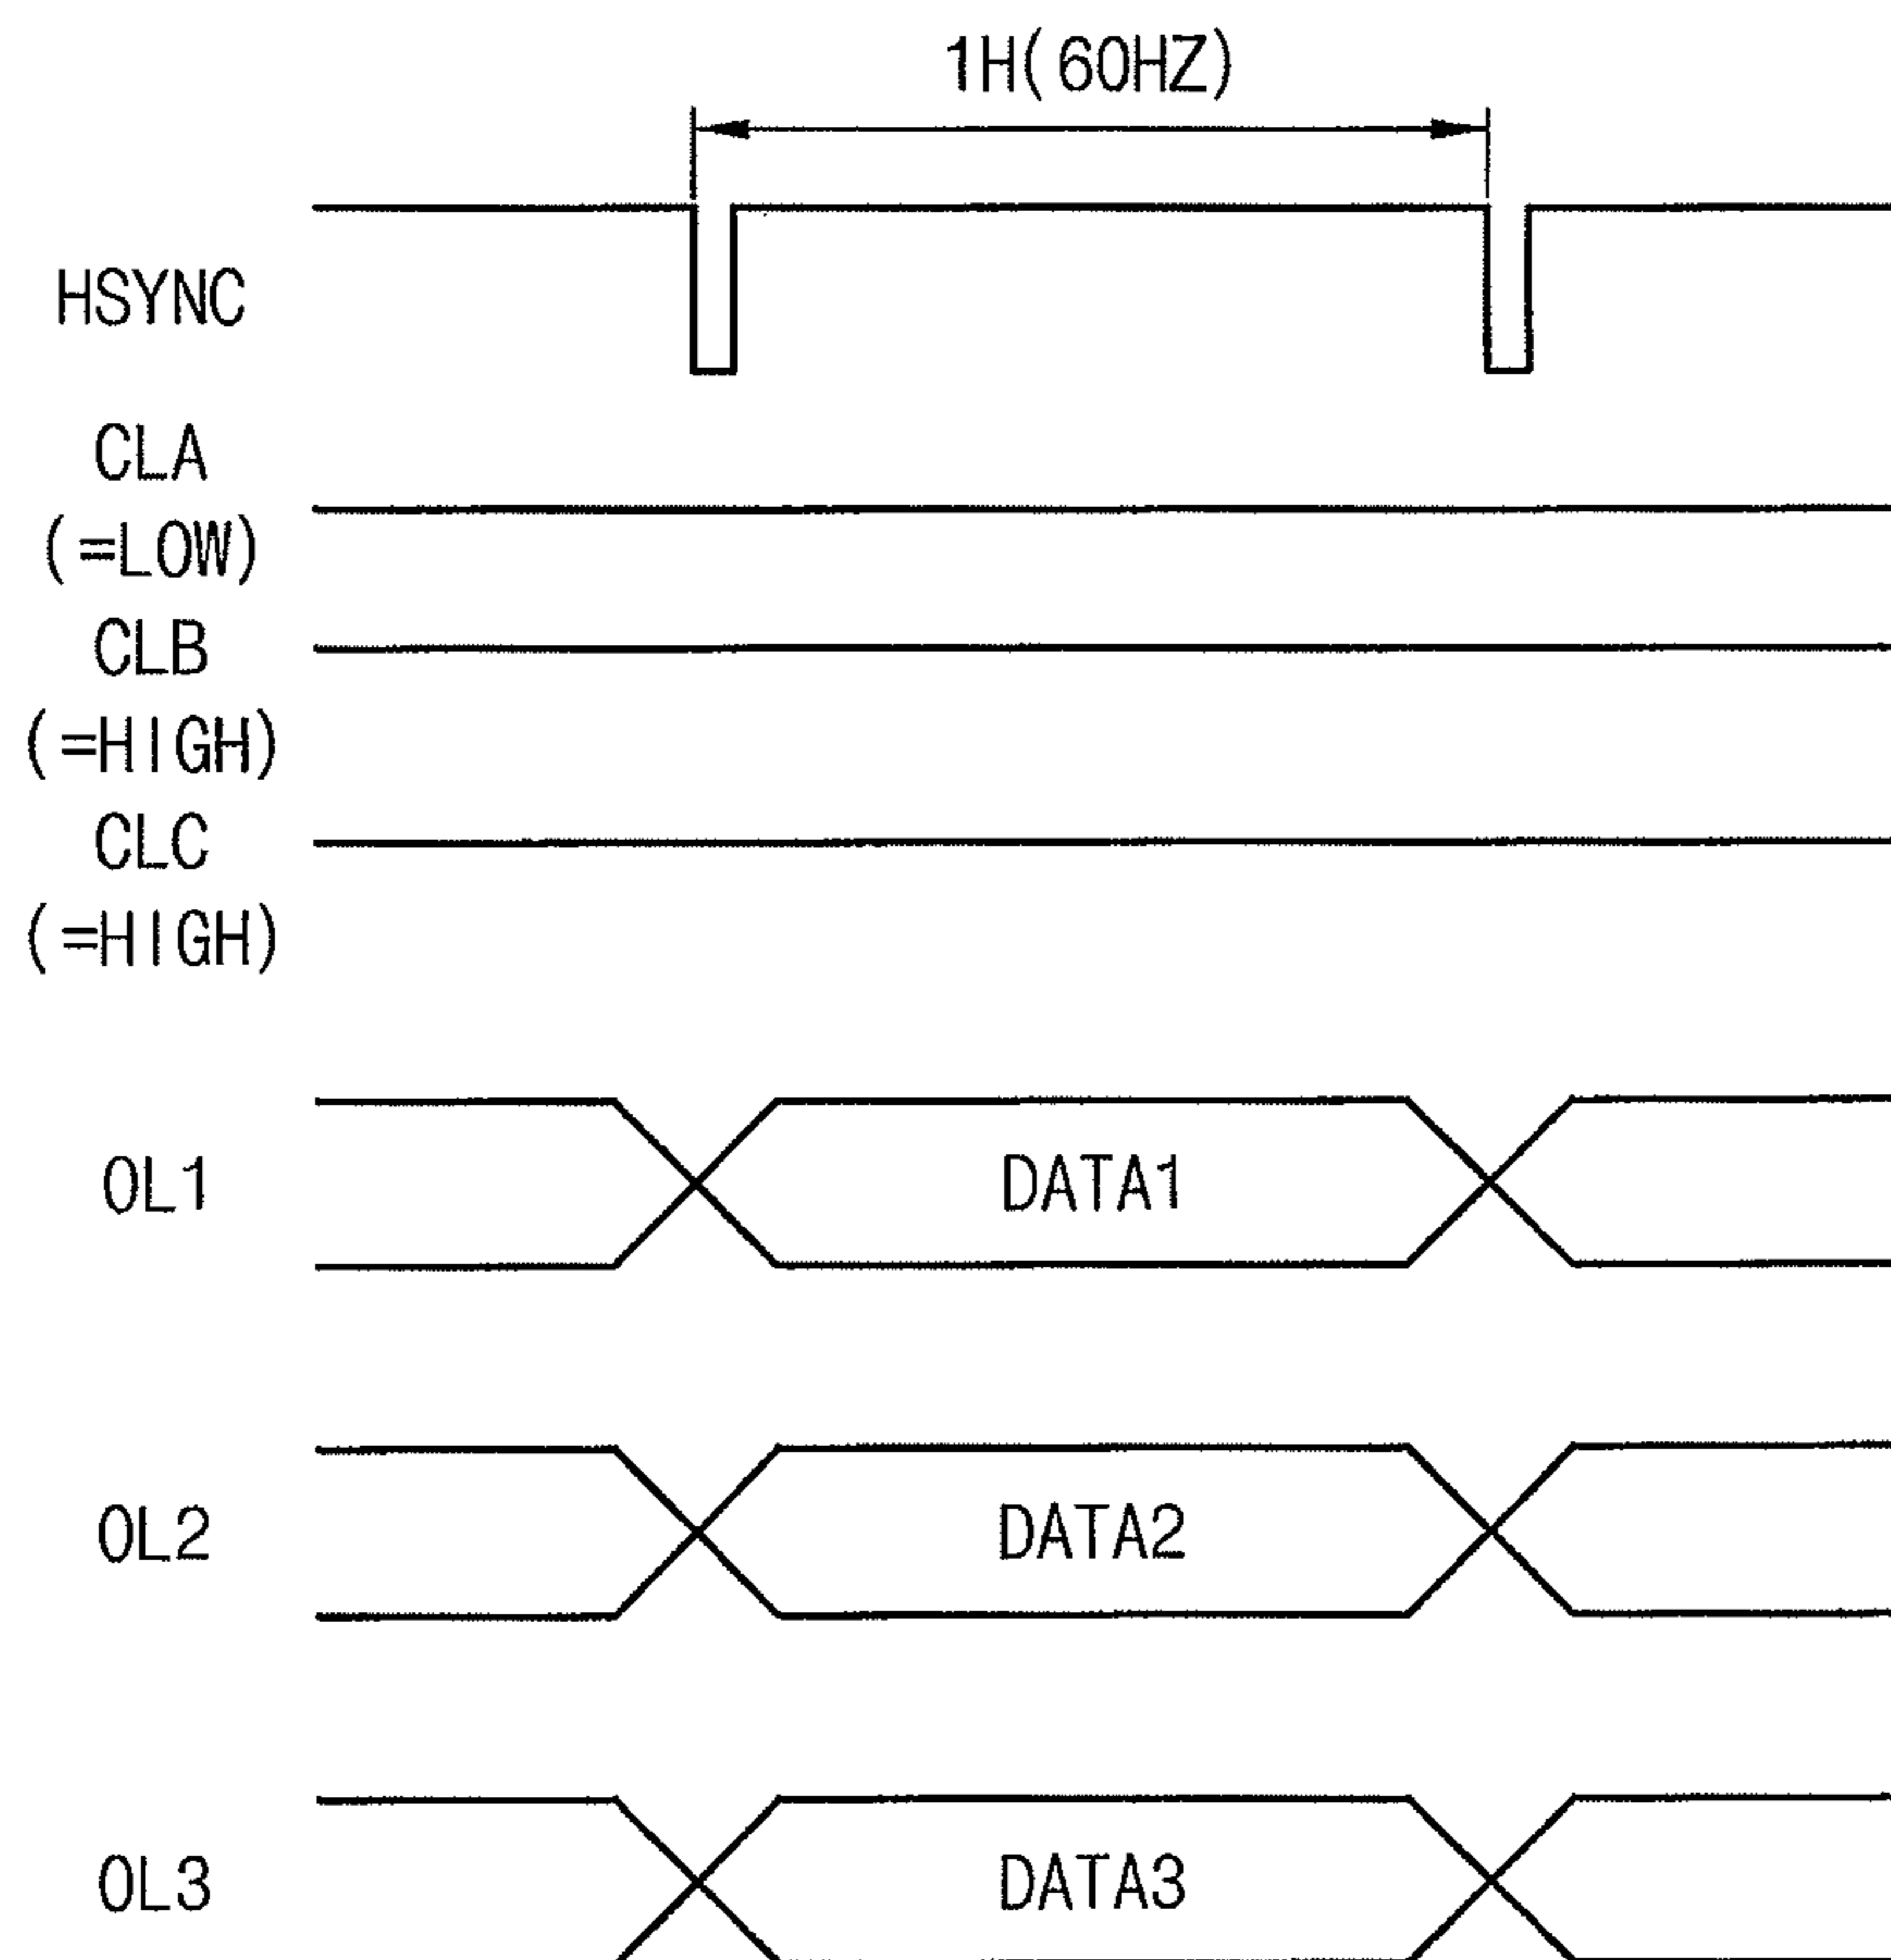 1H(60HZ)
HSYNC
CLA
(=LOW)
CLB
(=HIGH)
CLC
(=HIGH)
OL1 DATA1
OL2 DATA2
OL3 DATA3